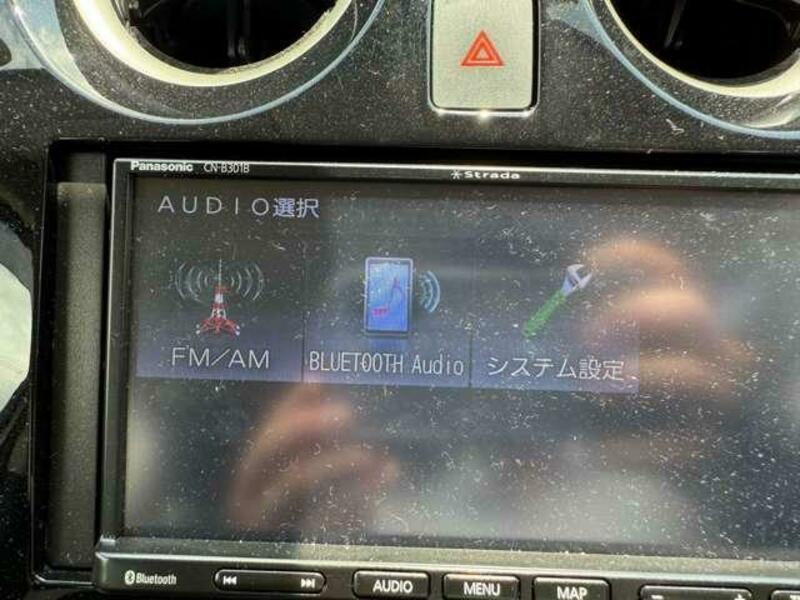 Panasonic CN-B301B
Strada
AUDIO選択
FM/AM
BLUETOOTH Audio
システム設定
Bluetooth
AUDIO
MENU
MAP